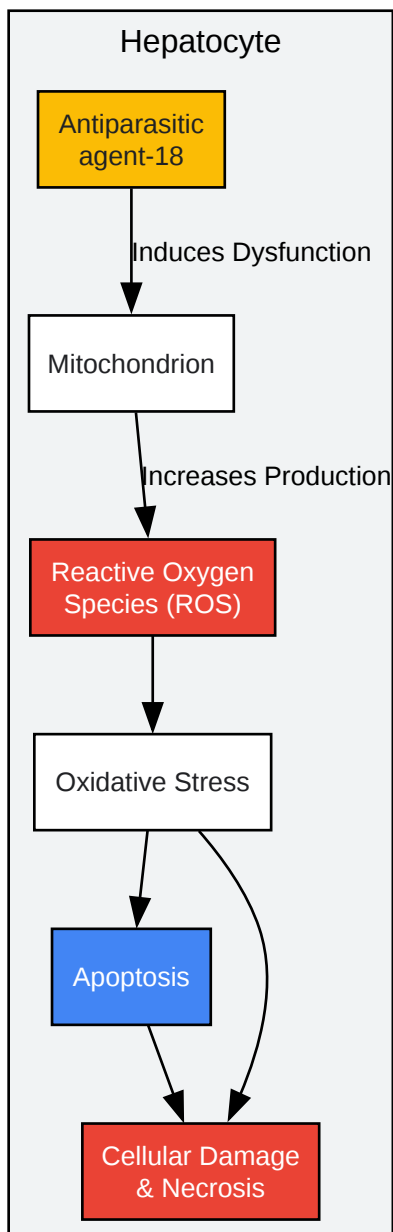 Hepatocyte
Antiparasitic
agent-18
Induces Dysfunction
Mitochondrion
Increases Production
Reactive Oxygen
Species (ROS)
Oxidative Stress
Apoptosis
Cellular Damage
& Necrosis